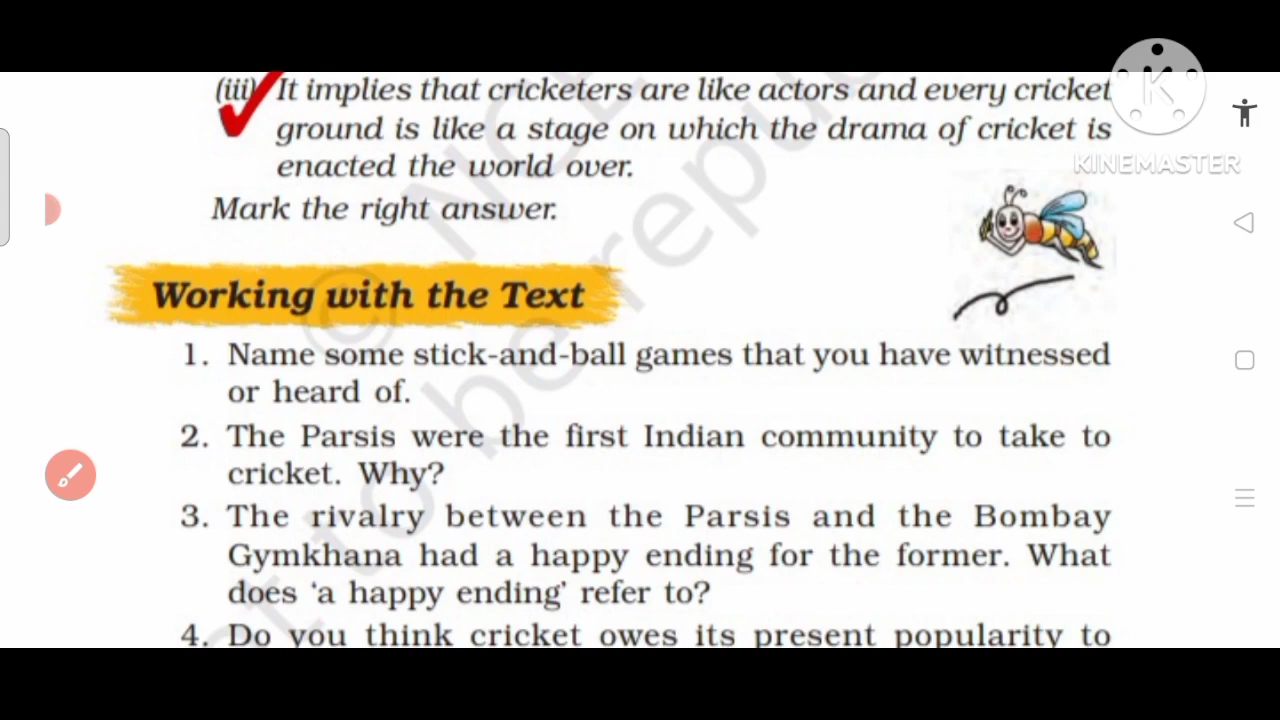 (iii) It implies that cricketers are like actors and every cricket
ground is like a stage on which the drama of cricket is
enacted the world over.
Mark the right answer.
K
KINEMASTER
Working with the Text
1. Name some stick-and-ball games that you have witnessed
or heard of.
2. The Parsis were the first Indian community to take to
cricket. Why?
3. The rivalry between the Parsis and the Bombay
Gymkhana had a happy ending for the former. What
does ‘a happy ending’ refer to?
4. Do you think cricket owes its present popularity to